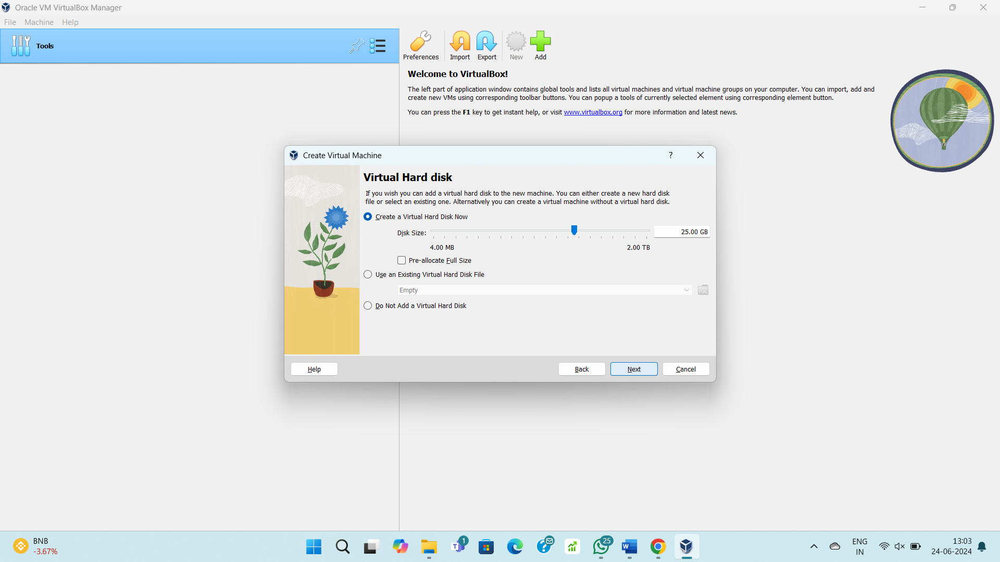 Oracle VM VirtualBox Manager
File Machine Help
Tools
Preferences Import Export New Add
Welcome to VirtualBox!
The left part of application window contains global tools and lists all virtual machines and virtual machine groups on your computer. You can import, add and
create new VMs using corresponding toolbar buttons. You can popup a tools of currently selected element using corresponding element button.
You can press the F1 key to get instant help, or visit www.virtualbox.org for more information and latest news.
Create Virtual Machine
?
Virtual Hard disk
If you wish you can add a virtual hard disk to the new machine. You can either create a new hard disk
file or select an existing one. Alternatively you can create a virtual machine without a virtual hard disk.
Create a Virtual Hard Disk Now
Disk Size: 25.00 GB
4.00 MB 2.00 TB
Pre-allocate Full Size
Use an Existing Virtual Hard Disk File
Empty
Do Not Add a Virtual Hard Disk
Help Back Next Cancel
BNB
-3.67%
1
25
ENG
IN
13:03
24-06-2024